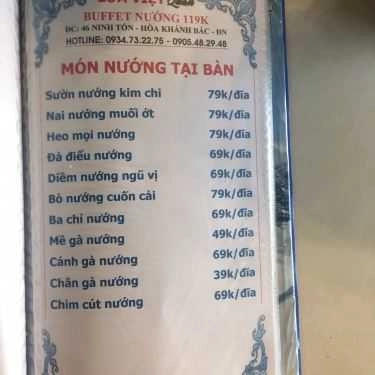 VIỆT
BUFFET NƯỚNG 119K
ĐC: 46 NINH TỐN - HÒA KHÁNH BẮC - ĐN
HOTLINE: 0934.73.22.75 - 0905.48.29.48
MÓN NƯỚNG TẠI BÀN
Sườn nướng kim chi 79k/đĩa
Nai nướng muối ớt 79k/đĩa
Heo mọi nướng 79k/đĩa
Đà điểu nướng 69k/đĩa
Diềm nướng ngũ vị 69k/đĩa
Bò nướng cuốn cải 79k/đĩa
Ba chỉ nướng 69k/đĩa
Mề gà nướng 49k/đĩa
Cánh gà nướng 69k/đĩa
Chân gà nướng 39k/đĩa
Chim cút nướng 69k/đĩa